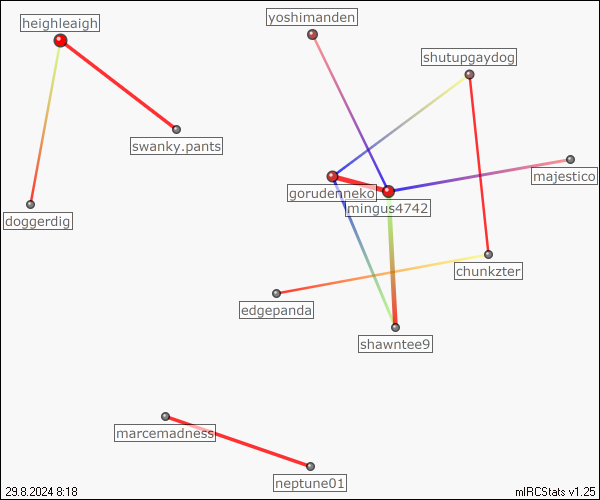 heighleaigh
yoshimanden
shutupgaydog
swanky.pants
majestico
gorudenneko
mingus4742
doggerdig
chunkzter
edgepanda
shawntee9
marcemadness
neptune01
29.8.2024 8:18
mIRCStats v1.25